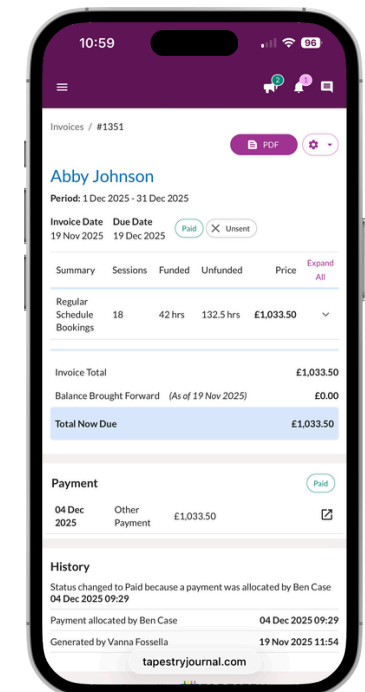 10:59
96
2
1
Invoices / #1351
PDF
Abby Johnson
Period: 1 Dec 2025 - 31 Dec 2025
Invoice Date Due Date
19 Nov 2025 19 Dec 2025 Paid Unsent
Summary Sessions Funded Unfunded Price Expand
All
Regular
Schedule 18 42 hrs 132.5 hrs £1,033.50
Bookings
Invoice Total £1,033.50
Balance Brought Forward (As of 19 Nov 2025) £0.00
Total Now Due £1,033.50
Payment Paid
04 Dec Other £1,033.50
2025 Payment
History
Status changed to Paid because a payment was allocated by Ben Case
04 Dec 2025 09:29
Payment allocated by Ben Case 04 Dec 2025 09:29
Generated by Vanna Fossella 19 Nov 2025 11:54
tapestryjournal.com